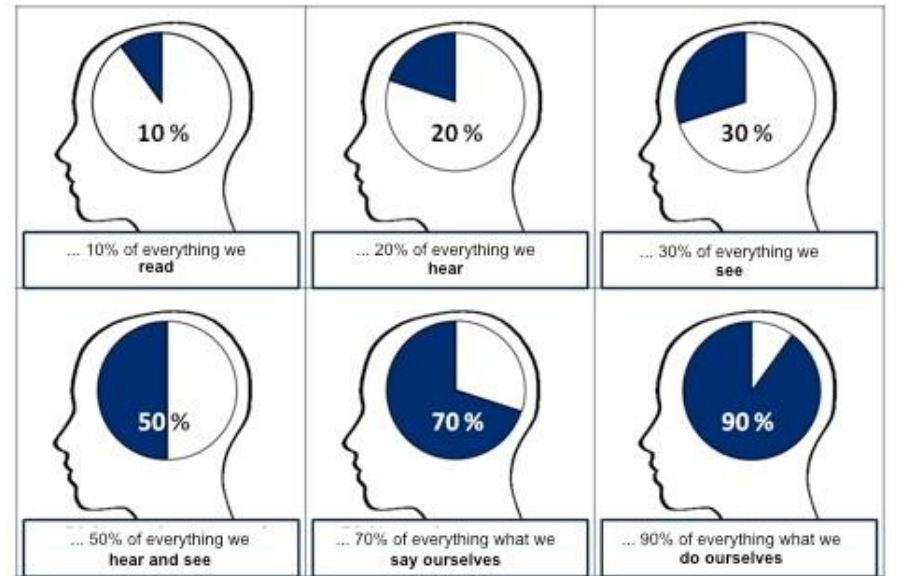 10 %
20 %
30 %
... 10% of everything we
read
... 20% of everything we
hear
... 30% of everything we
see
50 %
70 %
90 %
... 50% of everything we
hear and see
... 70% of everything what we
say ourselves
... 90% of everything what we
do ourselves